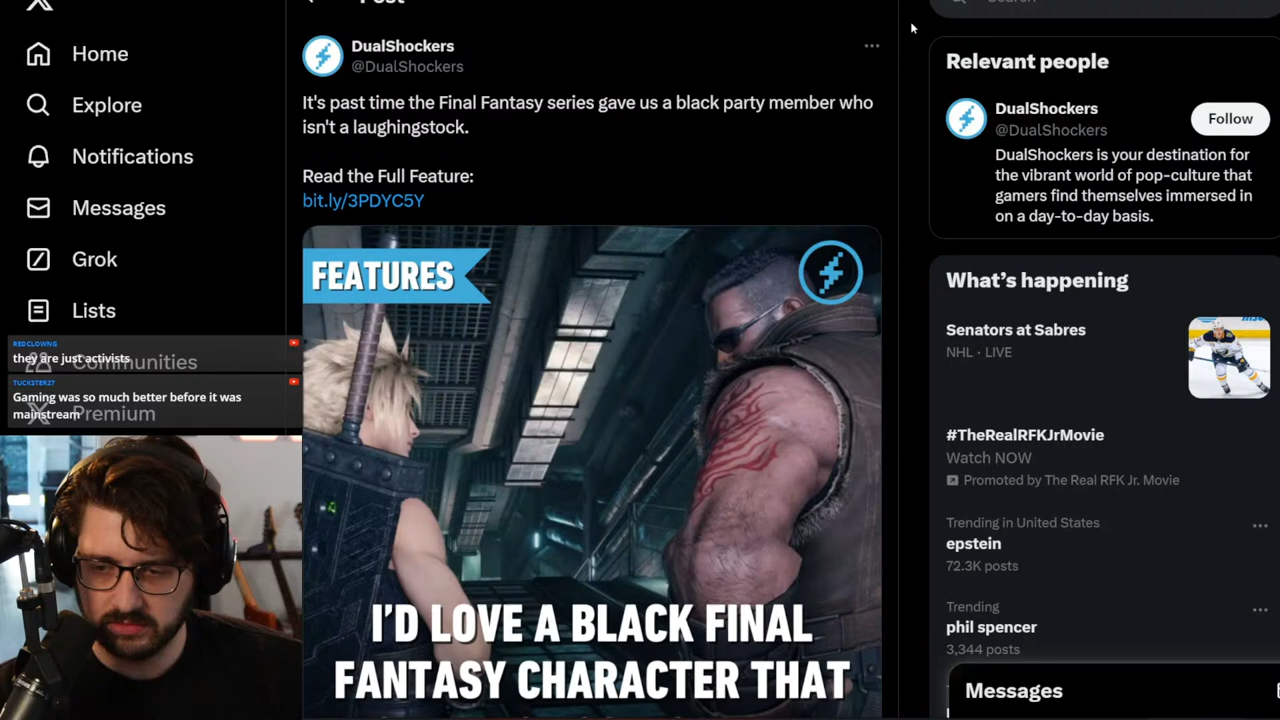 Home
Explore
Notifications
Messages
Grok
Lists
Communities
Premium
REDCLOWNG
they are just activists
TUCKSTER27
Gaming was so much better before it was
mainstream
Post
DualShockers
@DualShockers
It's past time the Final Fantasy series gave us a black party member who
isn't a laughingstock.
Read the Full Feature:
bit.ly/3PDYC5Y
FEATURES
I'D LOVE A BLACK FINAL
FANTASY CHARACTER THAT
Search
Relevant people
DualShockers
@DualShockers
Follow
DualShockers is your destination for
the vibrant world of pop-culture that
gamers find themselves immersed in
on a day-to-day basis.
What's happening
Senators at Sabres
NHL · LIVE
#TheRealRFKJrMovie
Watch NOW
Promoted by The Real RFK Jr. Movie
Trending in United States
epstein
72.3K posts
Trending
phil spencer
3,344 posts
Messages